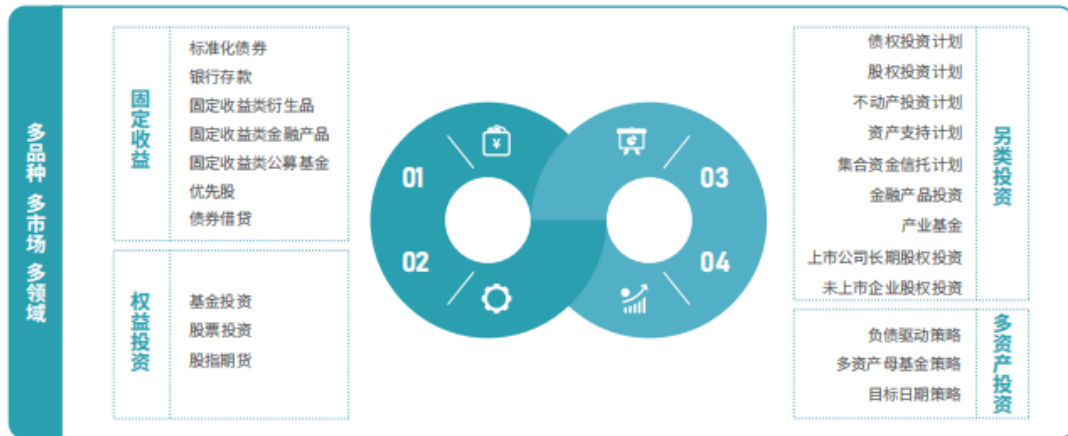 多品种 多市场 多领域
固定收益
标准化债券
银行存款
固定收益类衍生品
固定收益类金融产品
固定收益类公募基金
优先股
债券借贷
权益投资
基金投资
股票投资
股指期货
01
02
¥
03
04
e
债权投资计划
股权投资计划
不动产投资计划
资产支持计划
集合资金信托计划
金融产品投资
产业基金
上市公司长期股权投资
未上市企业股权投资
另类投资
负债驱动策略
多资产母基金策略
目标日期策略
多资产投资